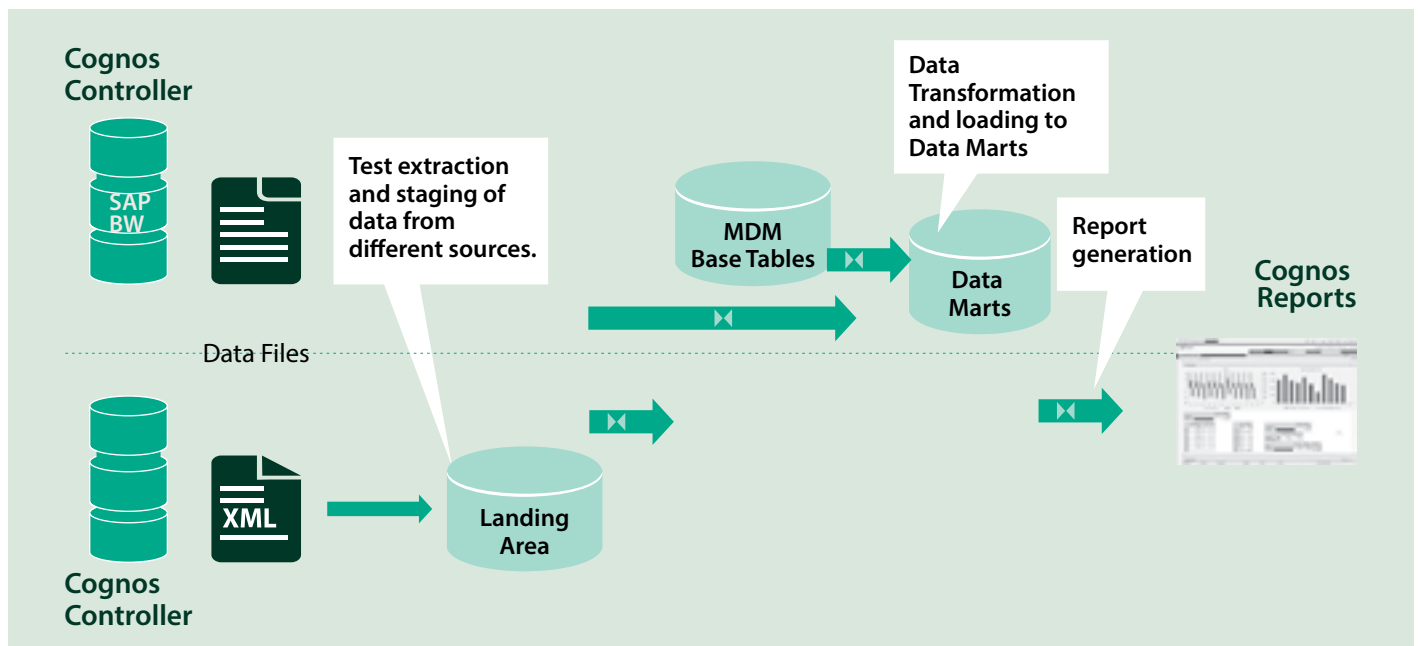 Cognos
Controller
SAP
BW
Test extraction
and staging of
data from
different sources.
Data
Transformation
and loading to
Data Marts
MDM
Base Tables
Data
Marts
Report
generation
Cognos
Reports
Data Files
XML
Landing
Area
Cognos
Controller